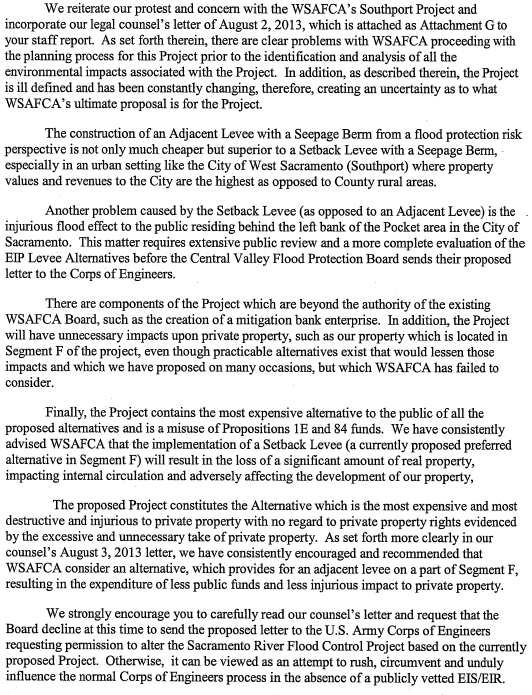 We reiterate our protest and concern with the WSAFCA's Southport Project and
incorporate our legal counsel's letter of August 2, 2013, which is attached as Attachment G to
your staff report. As set forth therein, there are clear problems with WSAFCA proceeding with
the planning process for this Project prior to the identification and analysis of all the
environmental impacts associated with the Project. In addition, as described therein, the Project
is ill defined and has been constantly changing, therefore, creating an uncertainty as to what
WSAFCA's ultimate proposal is for the Project.
The construction of an Adjacent Levee with a Seepage Berm from a flood protection risk
perspective is not only much cheaper but superior to a Setback Levee with a Seepage Berm,
especially in an urban setting like the City of West Sacramento (Southport) where property
values and revenues to the City are the highest as opposed to County rural areas.
Another problem caused by the Setback Levee (as opposed to an Adjacent Levee) is the
injurious flood effect to the public residing behind the left bank of the Pocket area in the City of
Sacramento. This matter requires extensive public review and a more complete evaluation of the
EIP Levee Alternatives before the Central Valley Flood Protection Board sends their proposed
letter to the Corps of Engineers.
There are components of the Project which are beyond the authority of the existing
WSAFCA Board, such as the creation of a mitigation bank enterprise. In addition, the Project
will have unnecessary impacts upon private property, such as our property which is located in
Segment F of the project, even though practicable alternatives exist that would lessen those
impacts and which we have proposed on many occasions, but which WSAFCA has failed to
consider.
Finally, the Project contains the most expensive alternative to the public of all the
proposed alternatives and is a misuse of Propositions 1E and 84 funds. We have consistently
advised WSAFCA that the implementation of a Setback Levee (a currently proposed preferred
alternative in Segment F) will result in the loss of a significant amount of real property,
impacting internal circulation and adversely affecting the development of our property,
The proposed Project constitutes the Alternative which is the most expensive and most
destructive and injurious to private property with no regard to private property rights evidenced
by the excessive and unnecessary take of private property. As set forth more clearly in our
counsel's August 3, 2013 letter, we have consistently encouraged and recommended that
WSAFCA consider an alternative, which provides for an adjacent levee on a part of Segment F,
resulting in the expenditure of less public funds and less injurious impact to private property.
We strongly encourage you to carefully read our counsel's letter and request that the
Board decline at this time to send the proposed letter to the U.S. Army Corps of Engineers
requesting permission to alter the Sacramento River Flood Control Project based on the currently
proposed Project. Otherwise, it can be viewed as an attempt to rush, circumvent and unduly
influence the normal Corps of Engineers process in the absence of a publicly vetted EIS/EIR.